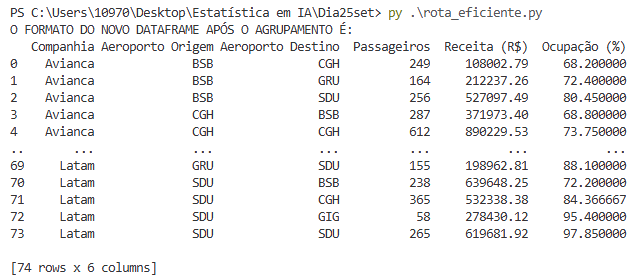 PS C:\Users\10970\Desktop\Estatística em IA\Dia25set> py .\rota_eficiente.py
O FORMATO DO NOVO DATAFRAME APÓS O AGRUPAMENTO É:
Companhia Aeroporto Origem Aeroporto Destino Passageiros Receita (R$) Ocupação (%)
0 Avianca BSB CGH 249 108002.79 68.200000
1 Avianca BSB GRU 164 212237.26 72.400000
2 Avianca BSB SDU 256 527097.49 80.450000
3 Avianca CGH BSB 287 371973.40 68.800000
4 Avianca CGH CGH 612 890229.53 73.750000
.. ... ... ... ... ... ...
69 Latam GRU SDU 155 198962.81 88.100000
70 Latam SDU BSB 238 639648.25 72.200000
71 Latam SDU CGH 365 532338.38 84.366667
72 Latam SDU GIG 58 278430.12 95.400000
73 Latam SDU SDU 265 619681.92 97.850000
[74 rows x 6 columns]